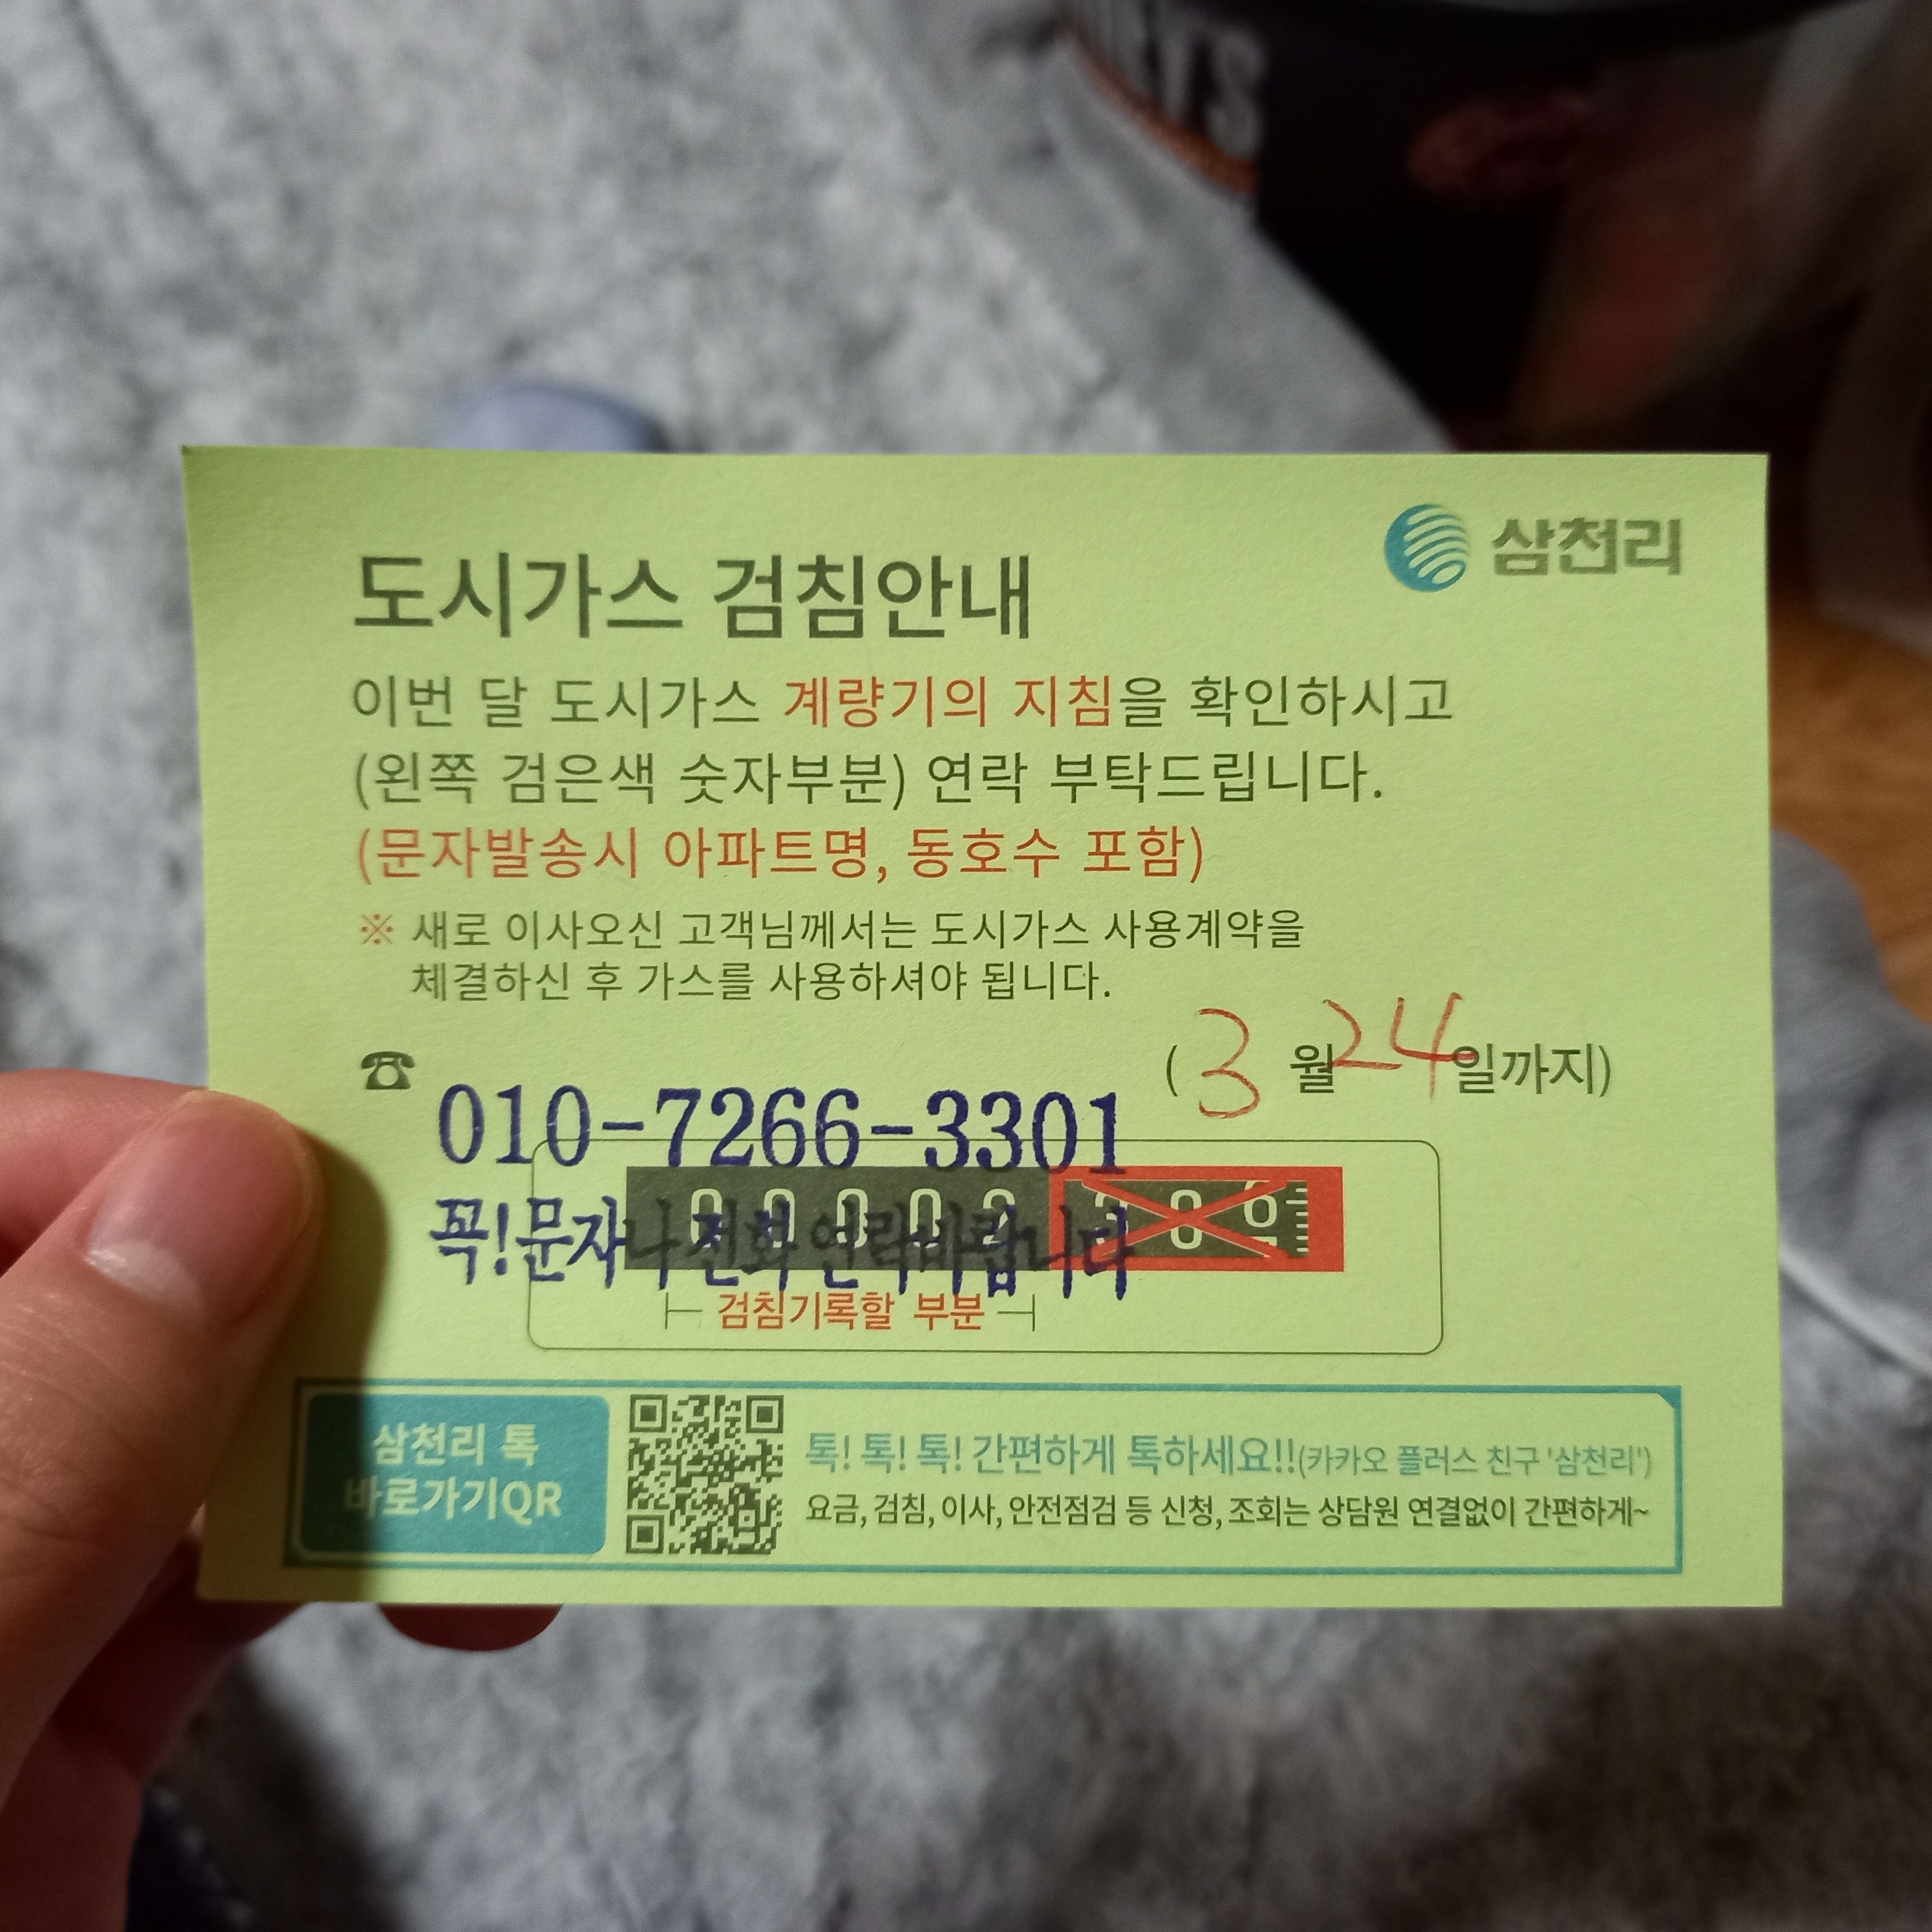 삼천리
도시가스 검침안내
이번 달 도시가스 계량기의 지침을 확인하시고
(왼쪽 검은색 숫자부분) 연락 부탁드립니다.
(문자발송시 아파트명, 동호수 포함)
※ 새로 이사오신 고객님께서는 도시가스 사용계약을
체결하신 후 가스를 사용하셔야 됩니다.
☎ (3월24일까지)
010-7266-3301
꼭!문자나 전화 연락바랍니다
검침기록할 부분
삼천리 톡
바로가기QR
톡! 톡! 톡! 간편하게 톡하세요!!(카카오 플러스 친구 '삼천리')
요금, 검침, 이사, 안전점검 등 신청, 조회는 상담원 연결없이 간편하게~